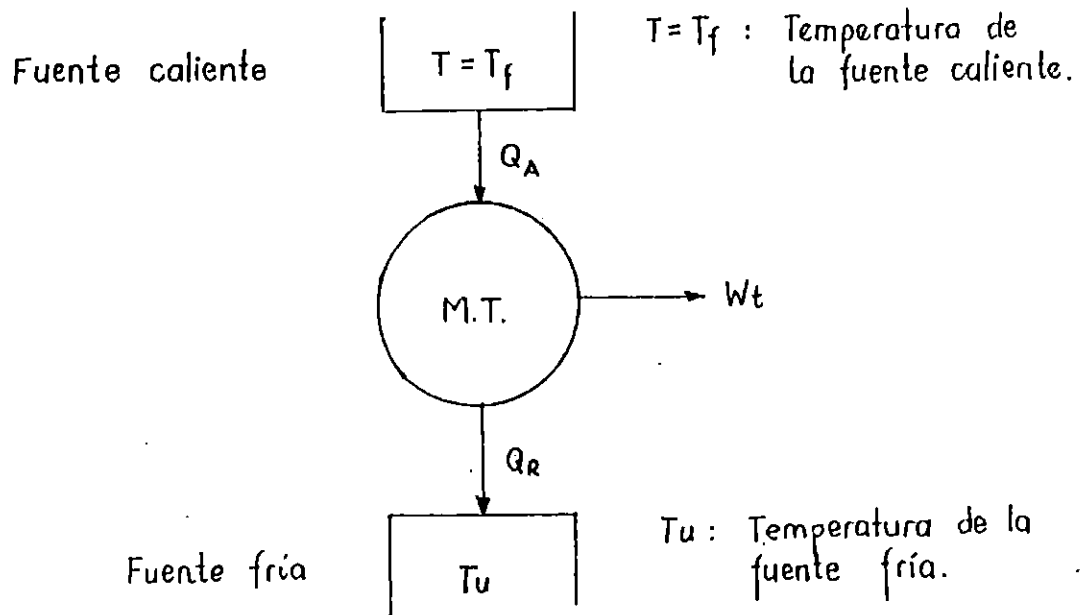 T = Tf : Temperatura de
la fuente caliente.
Fuente caliente
T = Tf
QA
M.T.
Wt
QR
Tu : Temperatura de la
fuente fría.
Fuente fría
Tu